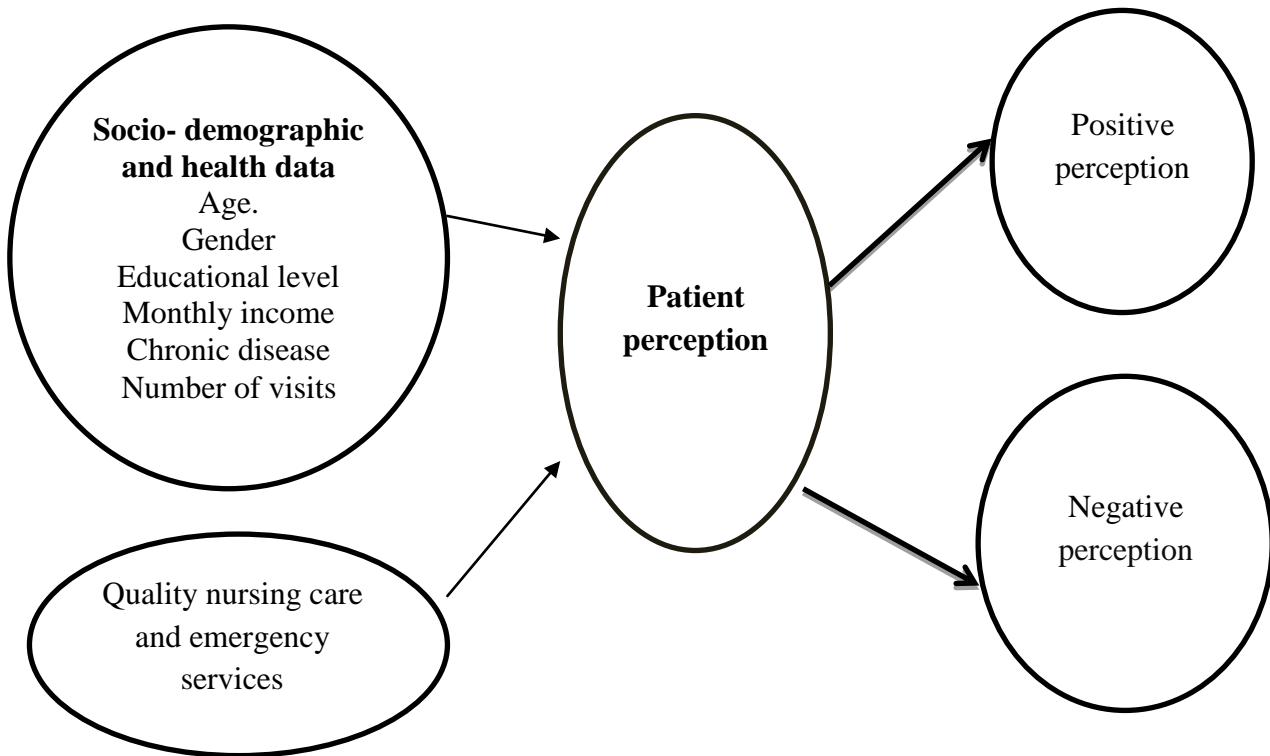 Socio- demographic
and health data
Age.
Gender
Educational level
Monthly income
Chronic disease
Number of visits
Quality nursing care
and emergency
services
Patient
perception
Positive
perception
Negative
perception